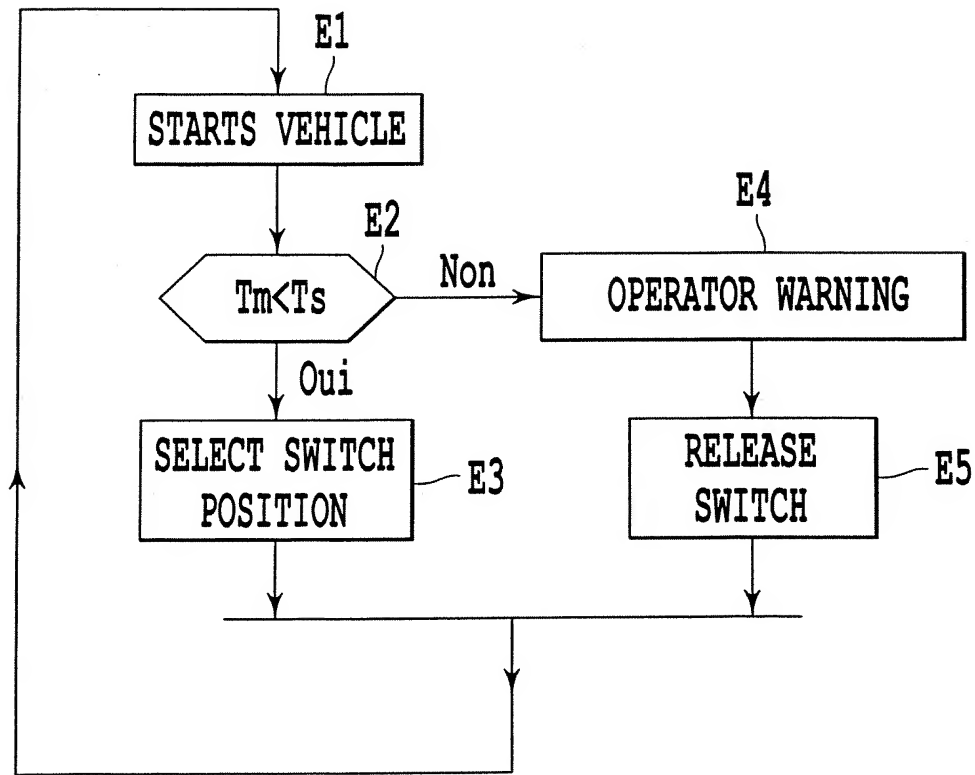 E1
STARTS VEHICLE
E2
Tm<Ts
Non
E4
OPERATOR WARNING
Oui
SELECT SWITCH
POSITION
E3
RELEASE
SWITCH
E5